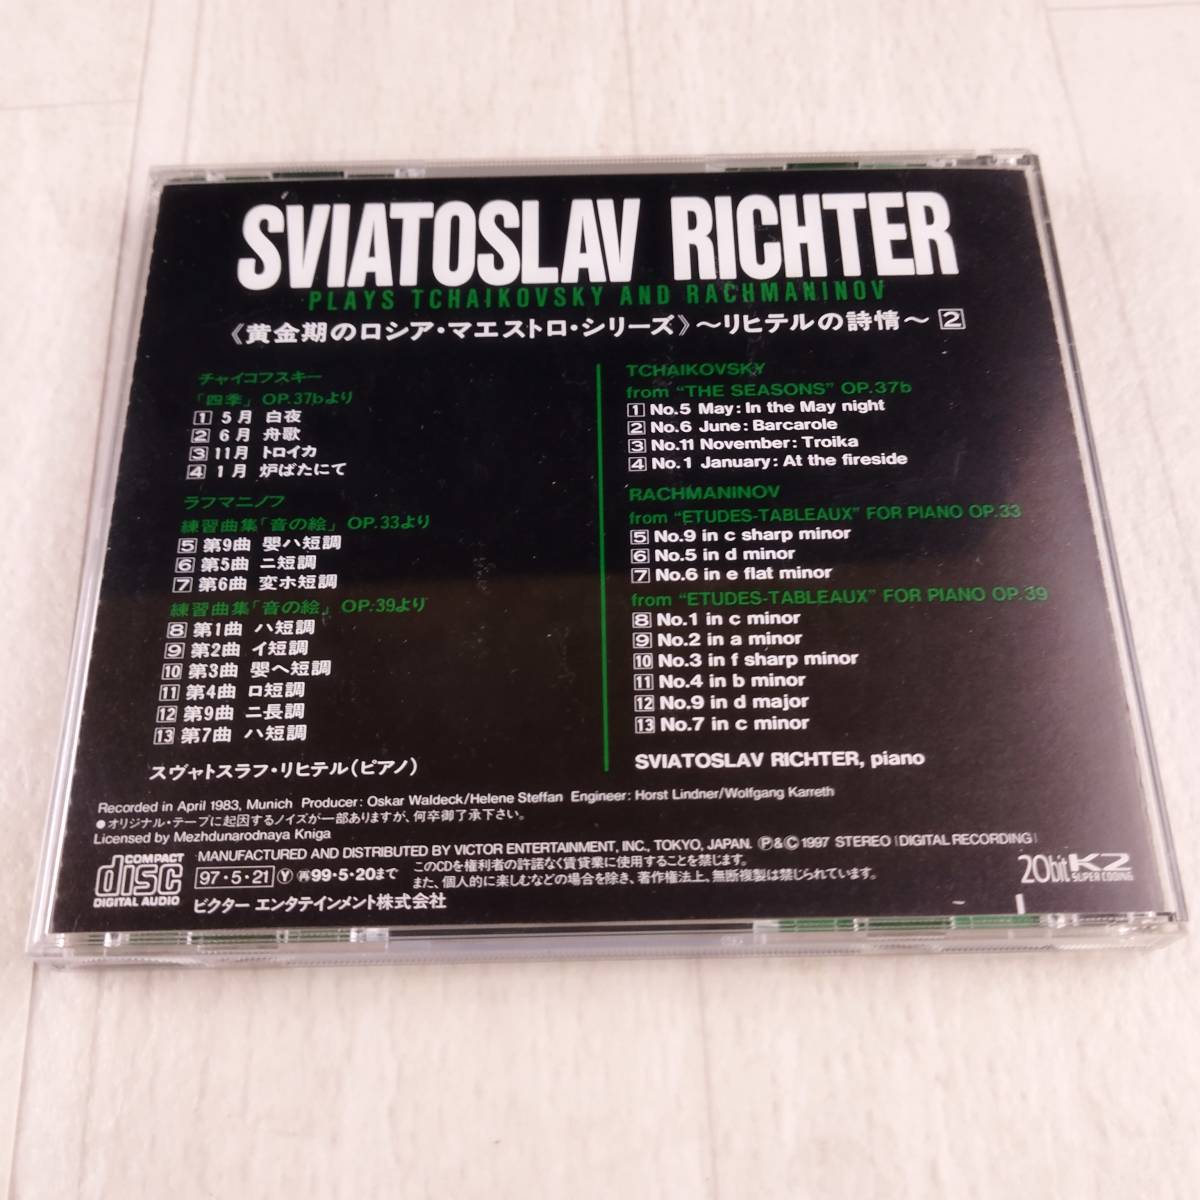 SVIATOSLAV RICHTER
PLAYS TCHAIKOVSKY AND RACHMANINOV
《黄金期のロシア・マエストロ・シリーズ》〜リヒテルの詩情〜 2
チャイコフスキー
「四季」 OP.37bより
1 5月 白夜
2 6月 舟歌
3 11月 トロイカ
4 1月 炉ばたにて
ラフマニノフ
練習曲集「音の絵」 OP.33より
5 第9曲 嬰ハ短調
6 第5曲 ニ短調
7 第6曲 変ホ短調
練習曲集「音の絵」 OP.39より
8 第1曲 ハ短調
9 第2曲 イ短調
10 第3曲 嬰ヘ短調
11 第4曲 ロ短調
12 第9曲 ニ長調
13 第7曲 ハ短調
スヴャトスラフ・リヒテル(ピアノ)
TCHAIKOVSKY
from "THE SEASONS" OP.37b
1 No.5 May: In the May night
2 No.6 June: Barcarole
3 No.11 November: Troika
4 No.1 January: At the fireside
RACHMANINOV
from "ETUDES-TABLEAUX" FOR PIANO OP.33
5 No.9 in c sharp minor
6 No.5 in d minor
7 No.6 in e flat minor
from "ETUDES-TABLEAUX" FOR PIANO OP.39
8 No.1 in c minor
9 No.2 in a minor
10 No.3 in f sharp minor
11 No.4 in b minor
12 No.9 in d major
13 No.7 in c minor
SVIATOSLAV RICHTER, piano
Recorded in April 1983, Munich Producer: Oskar Waldeck/Helene Steffan Engineer: Horst Lindner/Wolfgang Karreth
●オリジナル・テープに起因するノイズが一部ありますが、何卒御了承下さい。
Licensed by Mezhdunarodnaya Kniga
COMPACT disc DIGITAL AUDIO
MANUFACTURED AND DISTRIBUTED BY VICTOR ENTERTAINMENT, INC., TOKYO, JAPAN. Ⓟ&Ⓒ 1997 STEREO [DIGITAL RECORDING]
97・5・21 Ⓨ ㊢99・5・20まで
このCDを権利者の許諾なく賃貸業に使用することを禁じます。
また、個人的に楽しむなどの場合を除き、著作権法上、無断複製は禁じられています。
ビクター エンタテインメント株式会社
20bit K2 SUPER CODING